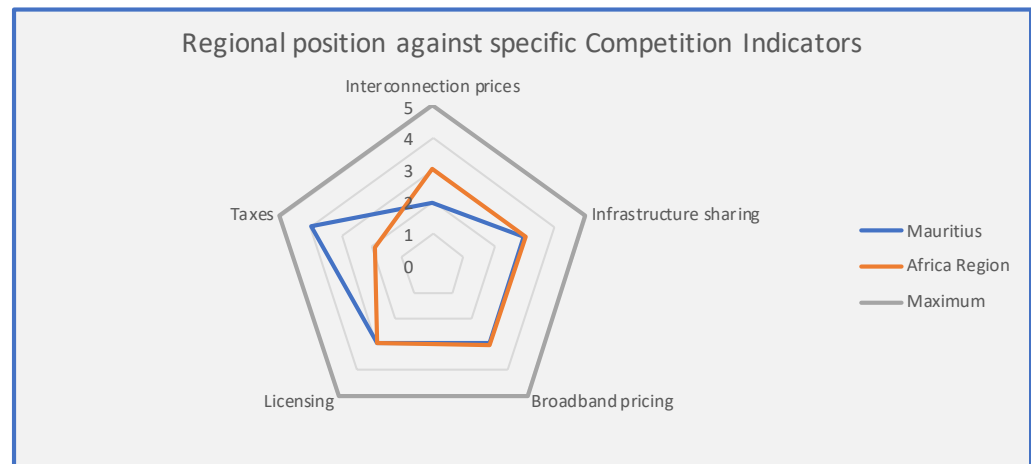 Regional position against specific Competition Indicators
Interconnection prices
5
4
3
2
1
0
Taxes
Infrastructure sharing
Licensing
Broadband pricing
Mauritius
Africa Region
Maximum